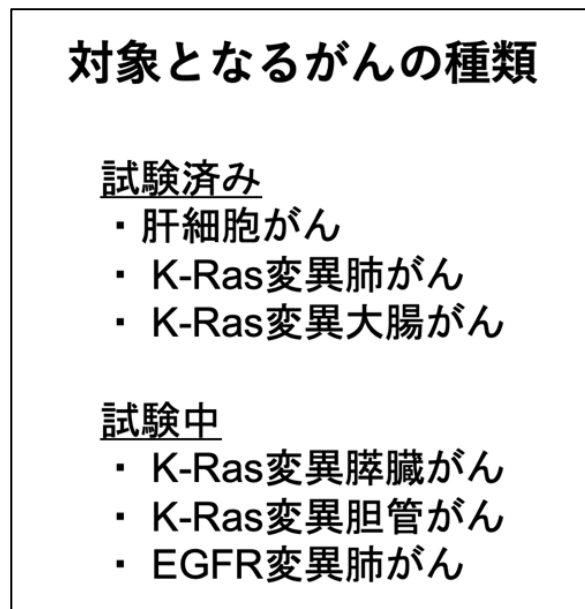 対象となるがんの種類
試験済み
・肝細胞がん
・ K-Ras変異肺がん
・ K-Ras変異大腸がん
試験中
・ K-Ras変異膵臓がん
・ K-Ras変異胆管がん
・ EGFR変異肺がん